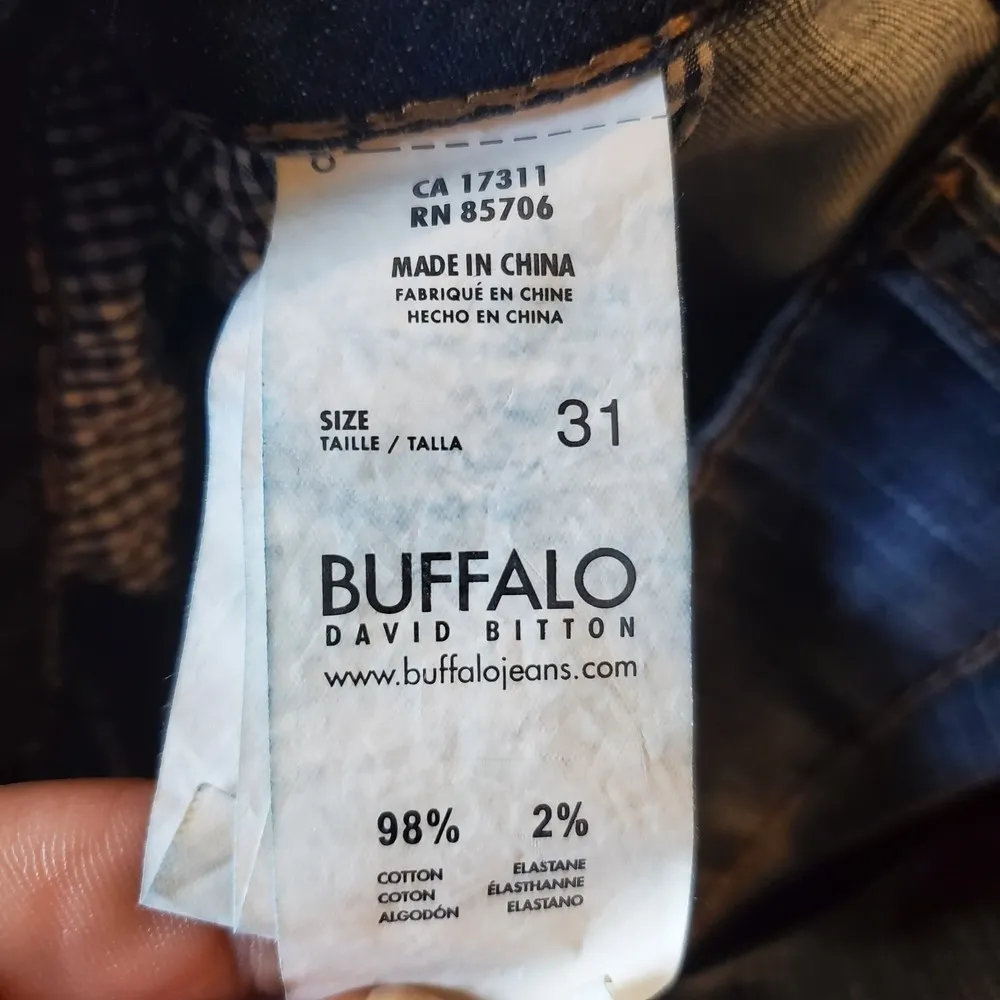 CA 17311
RN 85706
MADE IN CHINA
FABRIQUÉ EN CHINE
HECHO EN CHINA
SIZE 31
TAILLE / TALLA
BUFFALO
DAVID BITTON
www.buffalojeans.com
98% 2%
COTTON ELASTANE
COTON ÉLASTHANNE
ALGODÓN ELASTANO